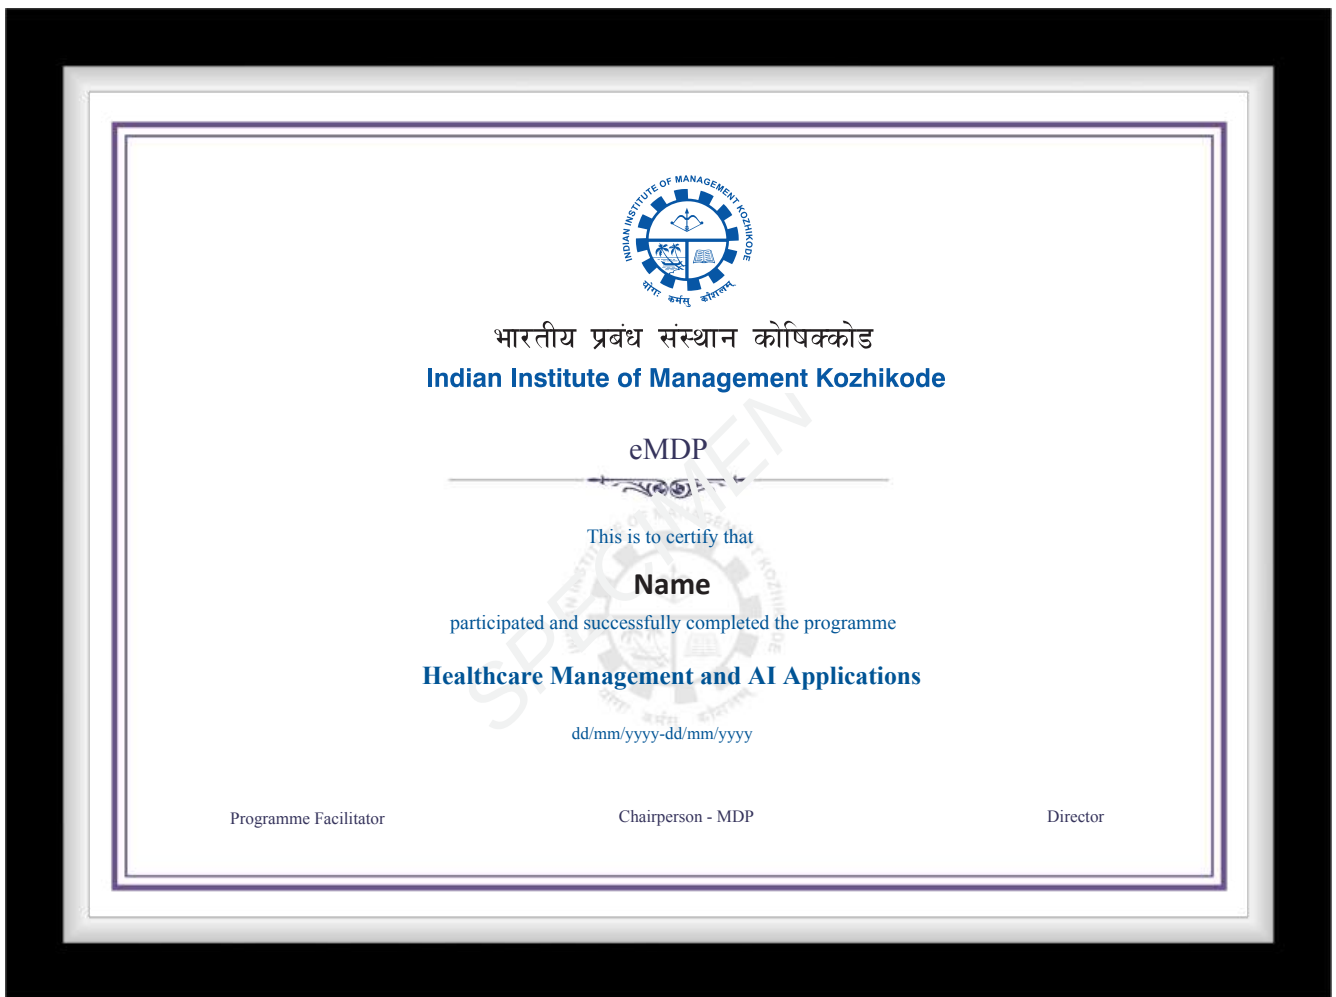 INDIAN INSTITUTE OF MANAGEMENT KOZHIKODE
योगः कर्मसु कौशलम्
भारतीय प्रबंध संस्थान कोषिक्कोड
Indian Institute of Management Kozhikode
eMDP
SPECIMEN
This is to certify that
Name
participated and successfully completed the programme
Healthcare Management and AI Applications
dd/mm/yyyy-dd/mm/yyyy
Programme Facilitator
Chairperson - MDP
Director